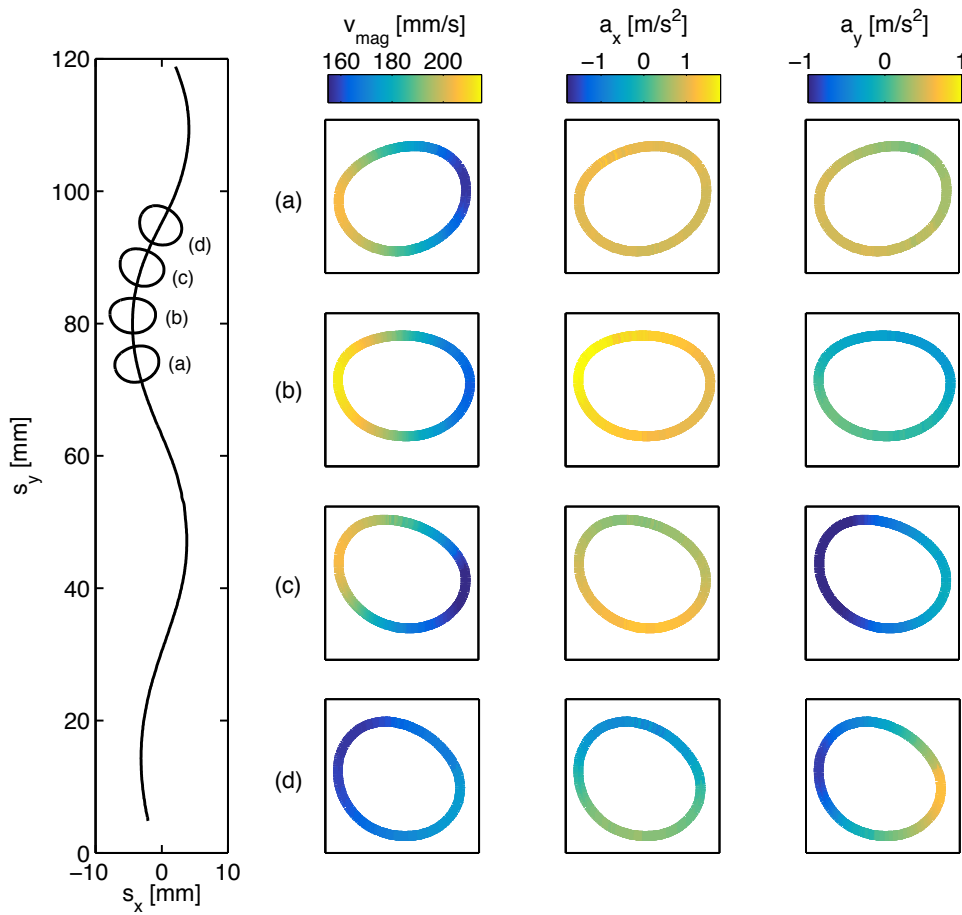 v_mag [mm/s]
a_x [m/s^2]
a_y [m/s^2]
160 180 200
−1 0 1
−1 0 1
120
100
80
60
40
20
0
s_y [mm]
−10 0 10
s_x [mm]
(d)
(c)
(b)
(a)
(a)
(b)
(c)
(d)